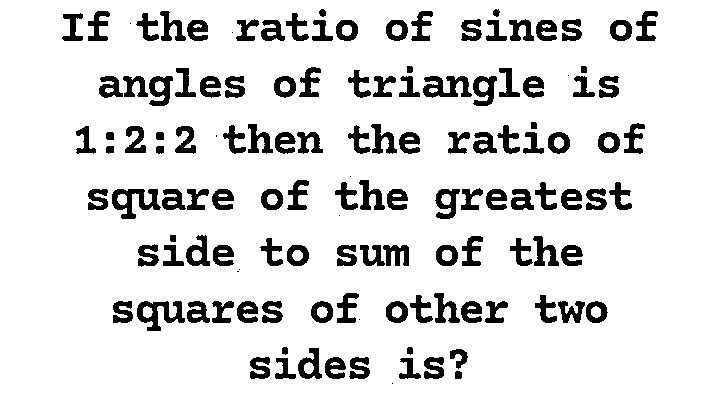 If the ratio of sines of
angles of triangle is
1:2:2 then the ratio of
square of the greatest
side to sum of the
squares of other two
sides is?